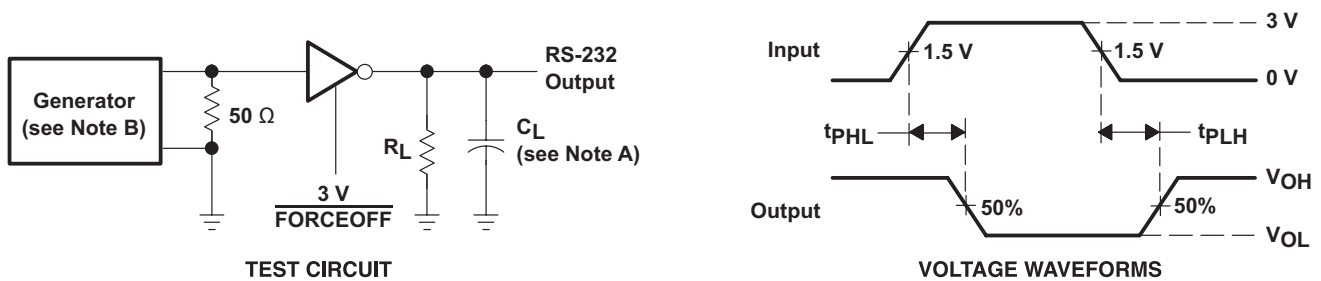 Generator
(see Note B)
50 Ω
3 V
FORCEOFF
RL
CL
(see Note A)
RS-232
Output
TEST CIRCUIT
Input
1.5 V
1.5 V
3 V
0 V
tPHL
tPLH
Output
50%
50%
VOH
VOL
VOLTAGE WAVEFORMS